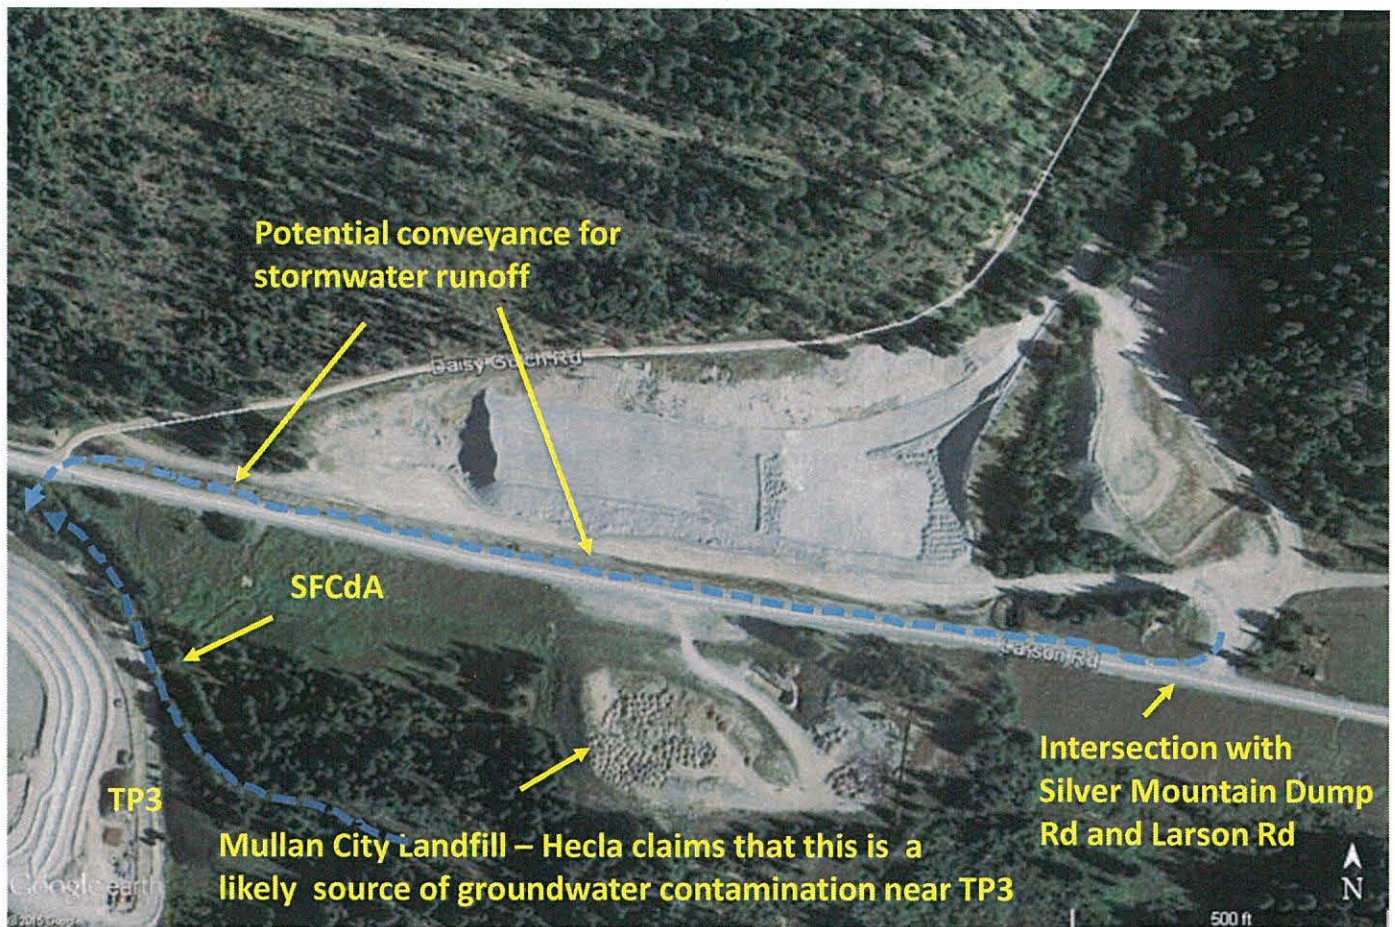 Potential conveyance for
stormwater runoff
Daisy Gulch Rd
SFCdA
Larson Rd
Intersection with
Silver Mountain Dump
Rd and Larson Rd
TP3
Mullan City Landfill – Hecla claims that this is a
likely source of groundwater contamination near TP3
Google earth
N
© 2015 Google
500 ft